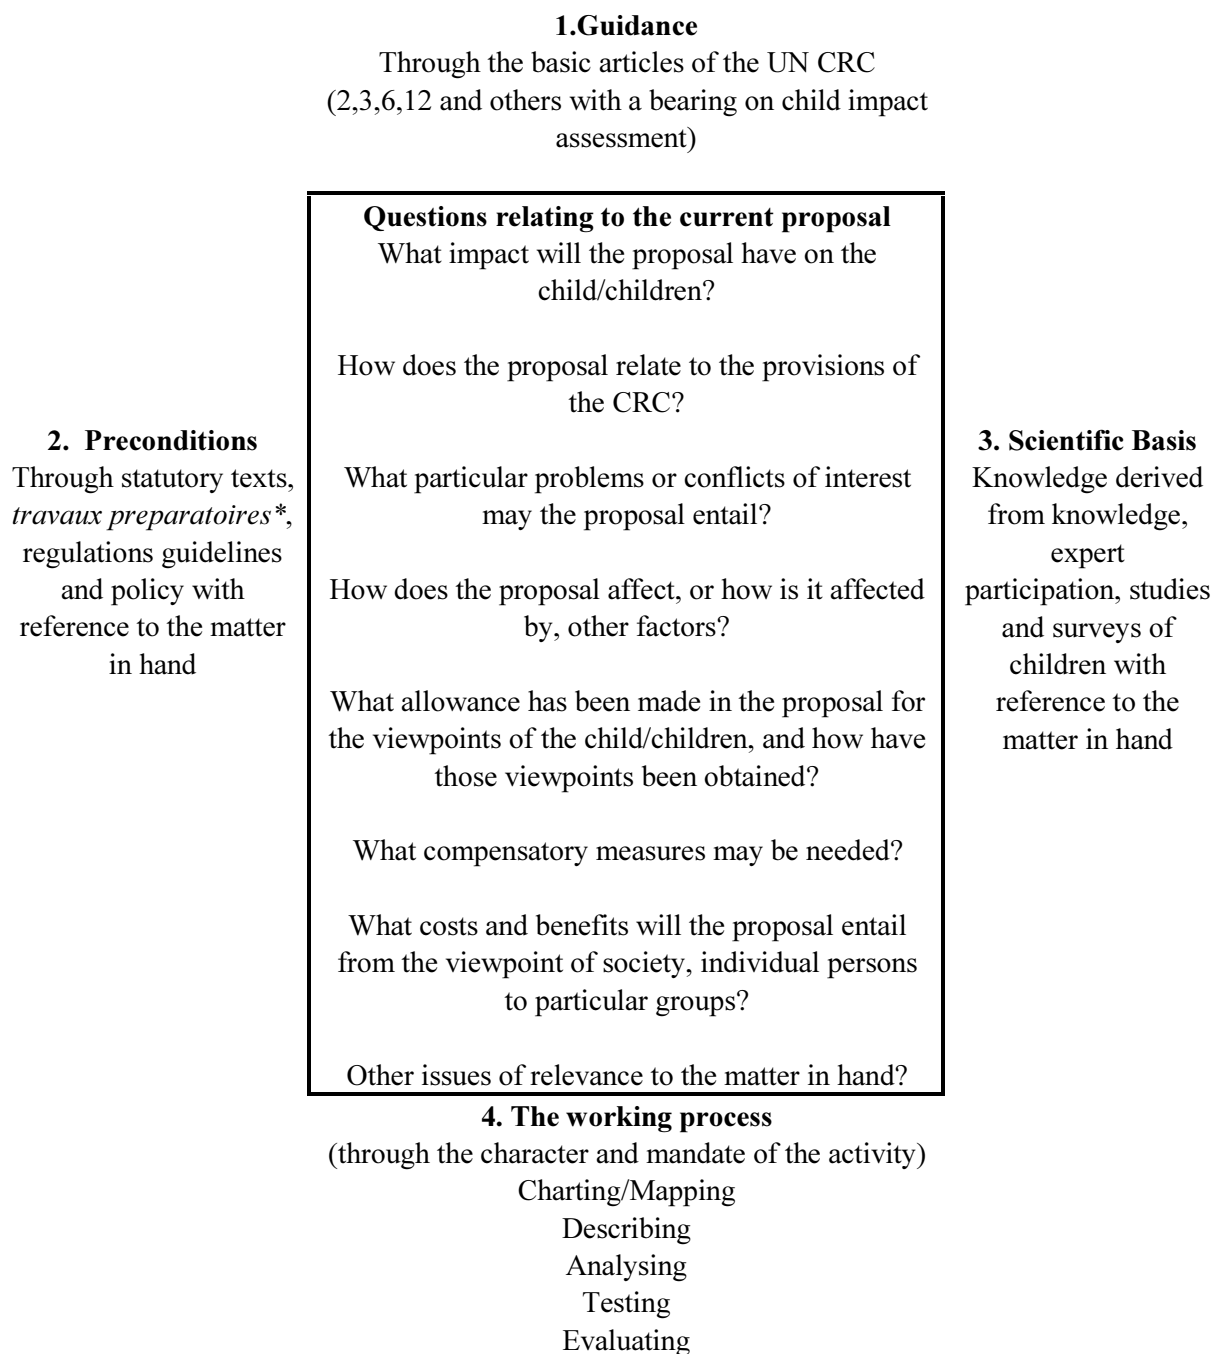 1.Guidance
Through the basic articles of the UN CRC
(2,3,6,12 and others with a bearing on child impact
assessment)
Questions relating to the current proposal
What impact will the proposal have on the
child/children?
How does the proposal relate to the provisions of
the CRC?
What particular problems or conflicts of interest
may the proposal entail?
How does the proposal affect, or how is it affected
by, other factors?
What allowance has been made in the proposal for
the viewpoints of the child/children, and how have
those viewpoints been obtained?
What compensatory measures may be needed?
What costs and benefits will the proposal entail
from the viewpoint of society, individual persons
to particular groups?
Other issues of relevance to the matter in hand?
2. Preconditions
Through statutory texts,
travaux preparatoires*,
regulations guidelines
and policy with
reference to the matter
in hand
3. Scientific Basis
Knowledge derived
from knowledge,
expert
participation, studies
and surveys of
children with
reference to the
matter in hand
4. The working process
(through the character and mandate of the activity)
Charting/Mapping
Describing
Analysing
Testing
Evaluating